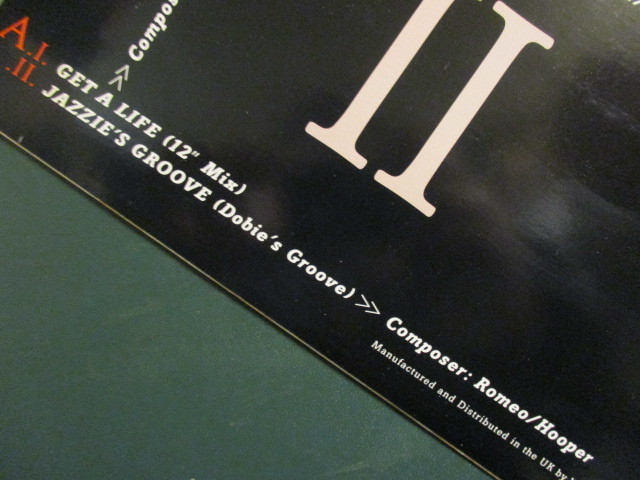 II
Compos
A.I. GET A LIFE (12" Mix)
.II. JAZZIE'S GROOVE (Dobie's Groove) >> Composer: Romeo/Hooper
Manufactured and Distributed in the UK by